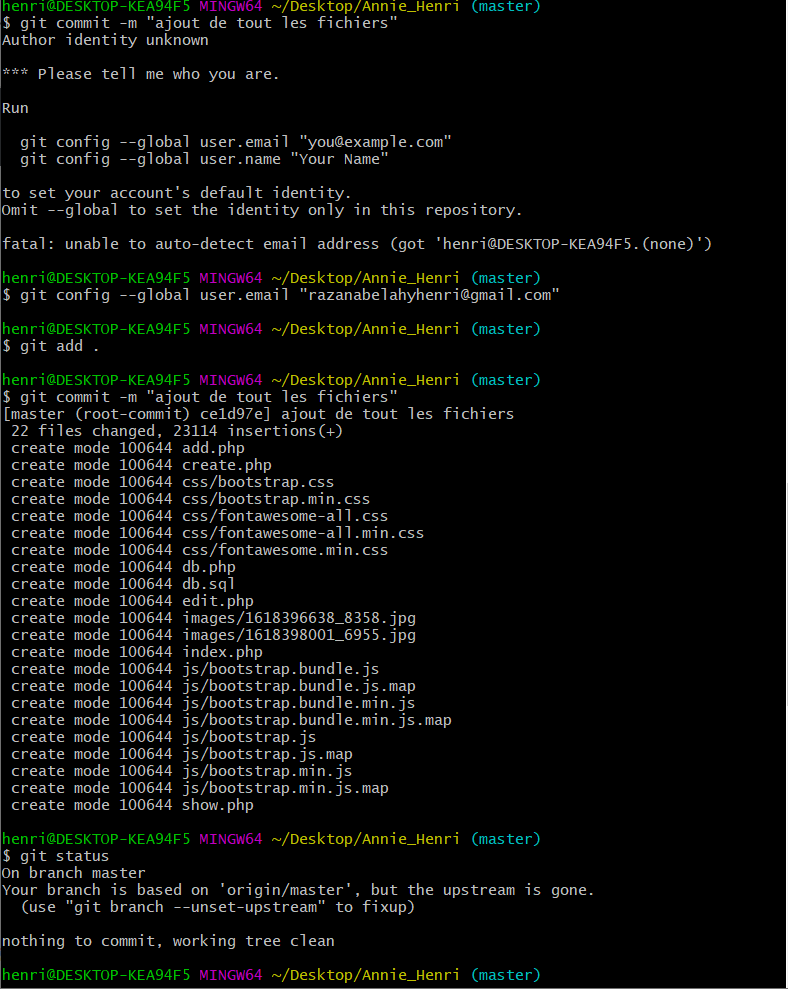 henri@DESKTOP-KEA94F5 MINGW64 ~/Desktop/Annie_Henri (master)
$ git commit -m "ajout de tout les fichiers"
Author identity unknown
*** Please tell me who you are.
Run
git config --global user.email "you@example.com"
git config --global user.name "Your Name"
to set your account's default identity.
Omit --global to set the identity only in this repository.
fatal: unable to auto-detect email address (got 'henri@DESKTOP-KEA94F5.(none)')
henri@DESKTOP-KEA94F5 MINGW64 ~/Desktop/Annie_Henri (master)
$ git config --global user.email "razanabelahyhenri@gmail.com"
henri@DESKTOP-KEA94F5 MINGW64 ~/Desktop/Annie_Henri (master)
$ git add .
henri@DESKTOP-KEA94F5 MINGW64 ~/Desktop/Annie_Henri (master)
$ git commit -m "ajout de tout les fichiers"
[master (root-commit) ce1d97e] ajout de tout les fichiers
22 files changed, 23114 insertions(+)
create mode 100644 add.php
create mode 100644 create.php
create mode 100644 css/bootstrap.css
create mode 100644 css/bootstrap.min.css
create mode 100644 css/fontawesome-all.css
create mode 100644 css/fontawesome-all.min.css
create mode 100644 css/fontawesome.min.css
create mode 100644 db.php
create mode 100644 db.sql
create mode 100644 edit.php
create mode 100644 images/1618396638_8358.jpg
create mode 100644 images/1618398001_6955.jpg
create mode 100644 index.php
create mode 100644 js/bootstrap.bundle.js
create mode 100644 js/bootstrap.bundle.js.map
create mode 100644 js/bootstrap.bundle.min.js
create mode 100644 js/bootstrap.bundle.min.js.map
create mode 100644 js/bootstrap.js
create mode 100644 js/bootstrap.js.map
create mode 100644 js/bootstrap.min.js
create mode 100644 js/bootstrap.min.js.map
create mode 100644 show.php
henri@DESKTOP-KEA94F5 MINGW64 ~/Desktop/Annie_Henri (master)
$ git status
On branch master
Your branch is based on 'origin/master', but the upstream is gone.
(use "git branch --unset-upstream" to fixup)
nothing to commit, working tree clean
henri@DESKTOP-KEA94F5 MINGW64 ~/Desktop/Annie_Henri (master)